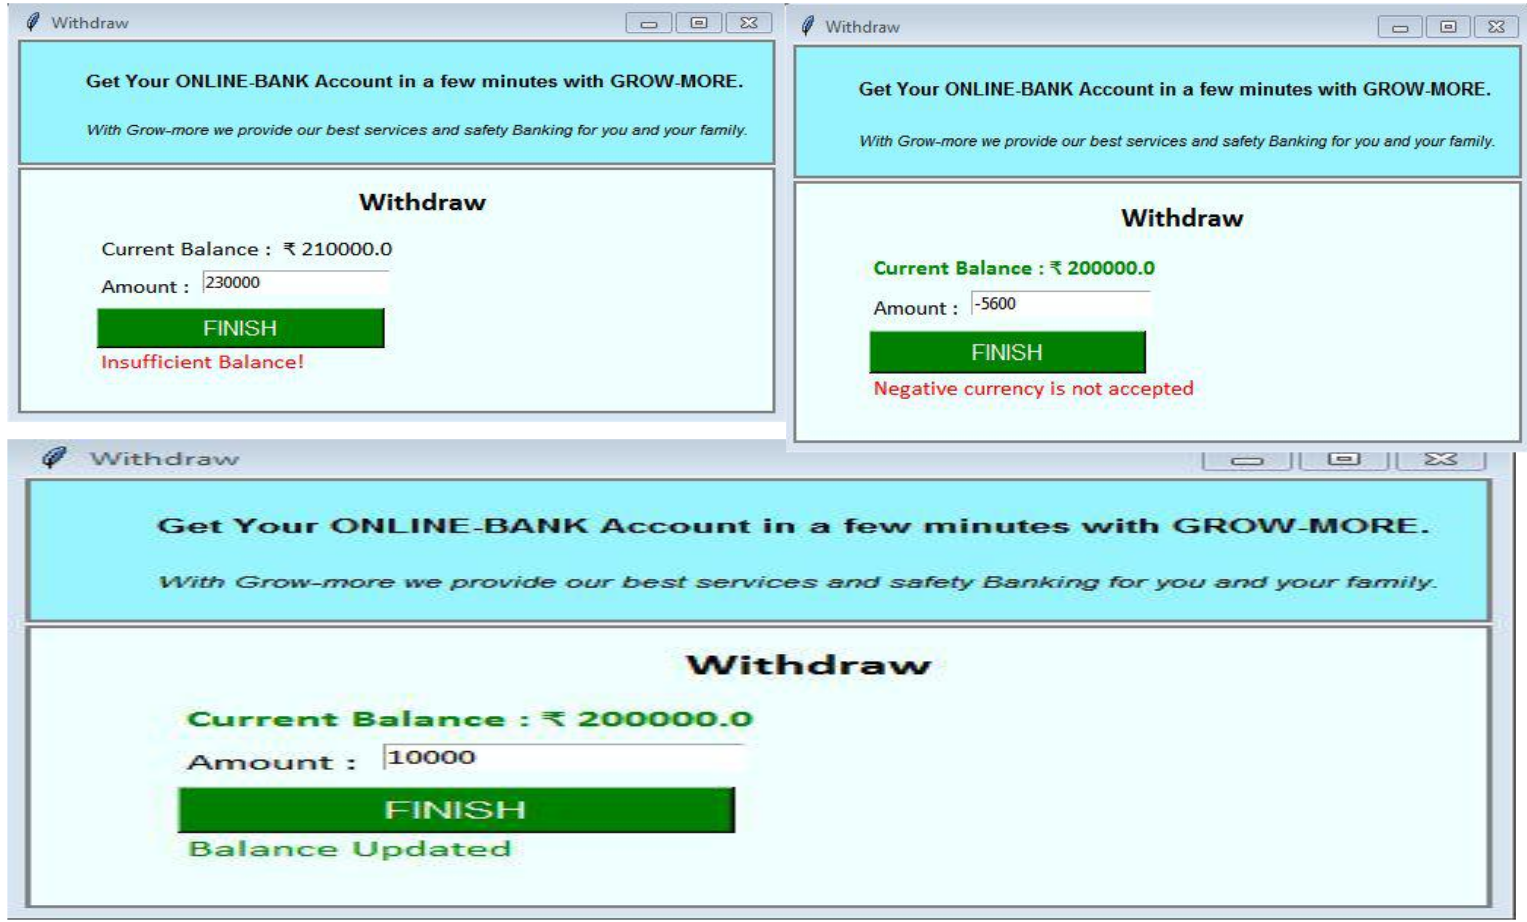 Withdraw
Get Your ONLINE-BANK Account in a few minutes with GROW-MORE.
With Grow-more we provide our best services and safety Banking for you and your family.
Withdraw
Current Balance : ₹ 210000.0
Amount : 230000
FINISH
Insufficient Balance!
Withdraw
Get Your ONLINE-BANK Account in a few minutes with GROW-MORE.
With Grow-more we provide our best services and safety Banking for you and your family.
Withdraw
Current Balance : ₹ 200000.0
Amount : -5600
FINISH
Negative currency is not accepted
Withdraw
Get Your ONLINE-BANK Account in a few minutes with GROW-MORE.
With Grow-more we provide our best services and safety Banking for you and your family.
Withdraw
Current Balance : ₹ 200000.0
Amount : 10000
FINISH
Balance Updated